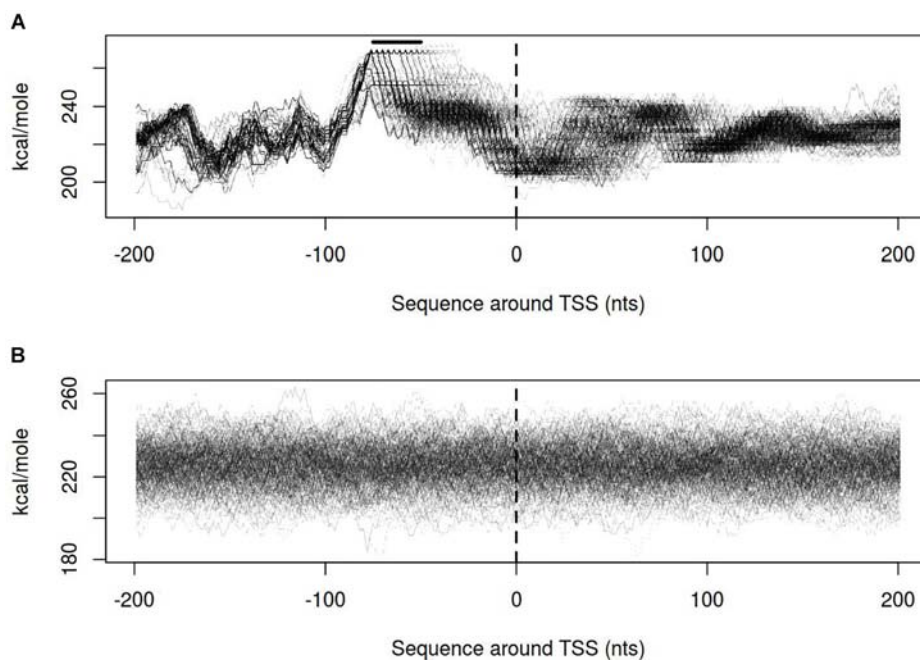 A
kcal/mole
240
200
-200 -100 0 100 200
Sequence around TSS (nts)
B
kcal/mole
260
220
180
-200 -100 0 100 200
Sequence around TSS (nts)